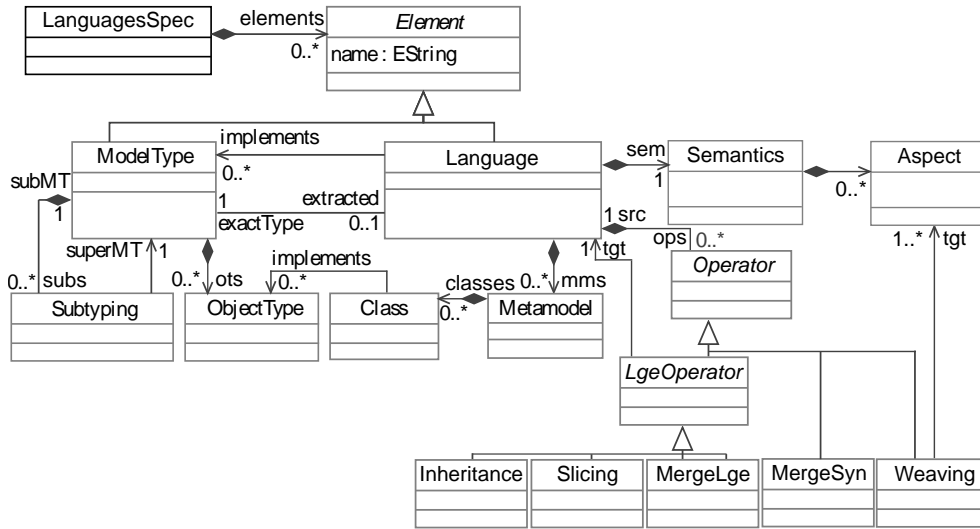 LanguagesSpec
elements
0..*
Element
name : EString
implements
0..*
ModelType
Language
sem
1
Semantics
0..*
Aspect
subMT
1
1
exactType
extracted
0..1
1 src
ops
0..*
superMT
1
1
tgt
1..*
Operator
0..*
subs
0..*
ots
implements
0..*
classes
0..*
0..*
mms
Subtyping
ObjectType
Class
Metamodel
LgeOperator
Inheritance
Slicing
MergeLge
MergeSyn
Weaving
tgt